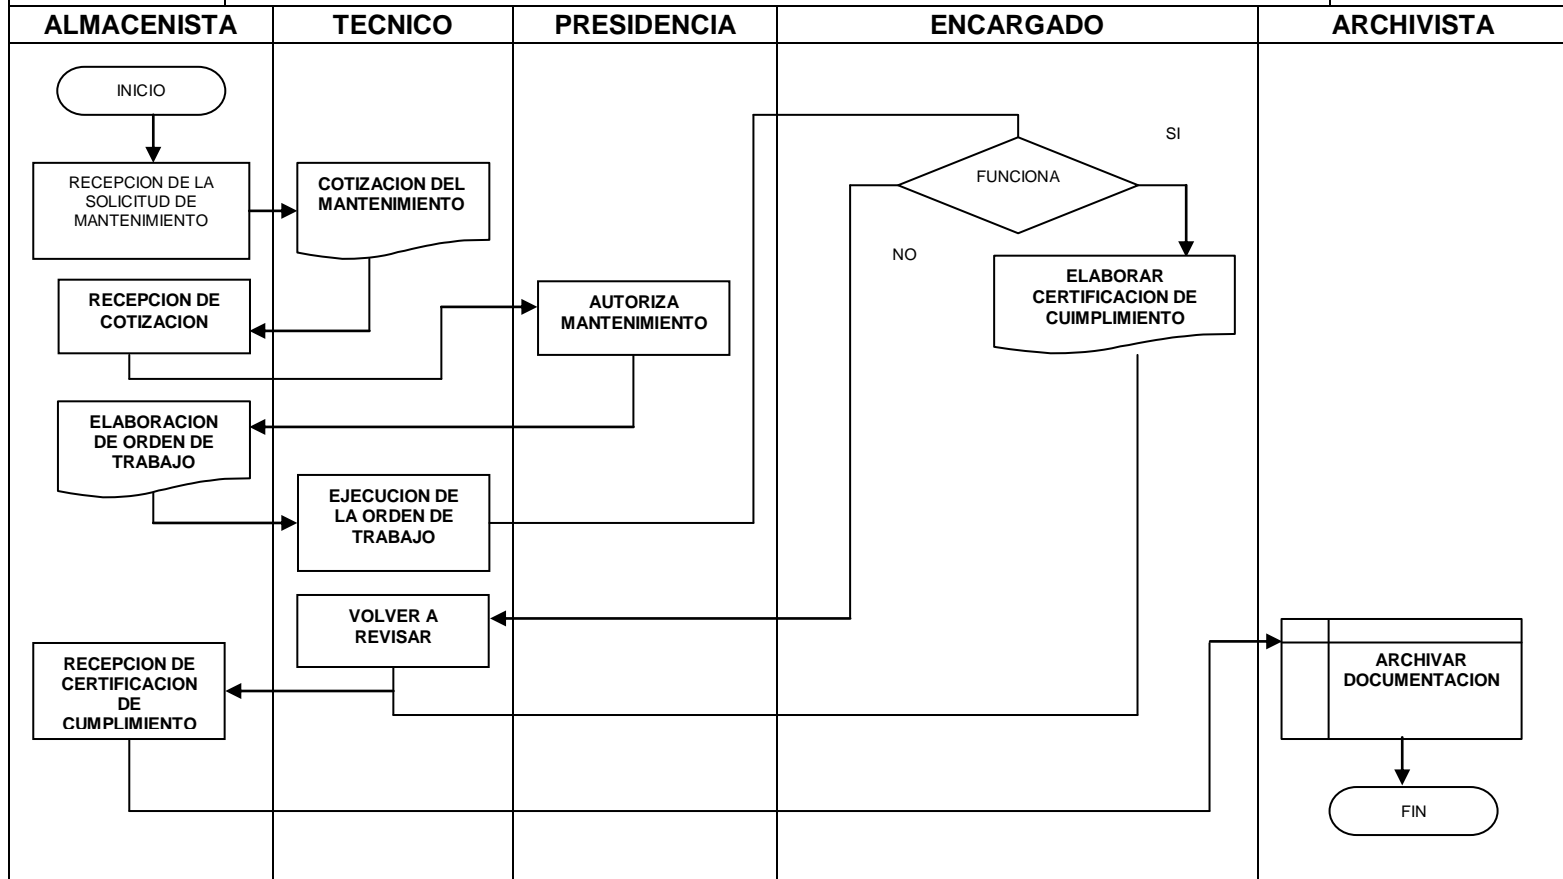 ALMACENISTA
TECNICO
PRESIDENCIA
ENCARGADO
ARCHIVISTA
INICIO
RECEPCION DE LA
SOLICITUD DE
MANTENIMIENTO
COTIZACION DEL
MANTENIMIENTO
RECEPCION DE
COTIZACION
AUTORIZA
MANTENIMIENTO
ELABORACION
DE ORDEN DE
TRABAJO
EJECUCION DE
LA ORDEN DE
TRABAJO
FUNCIONA
SI
NO
ELABORAR
CERTIFICACION DE
CUIMPLIMIENTO
VOLVER A
REVISAR
RECEPCION DE
CERTIFICACION
DE
CUMPLIMIENTO
ARCHIVAR
DOCUMENTACION
FIN